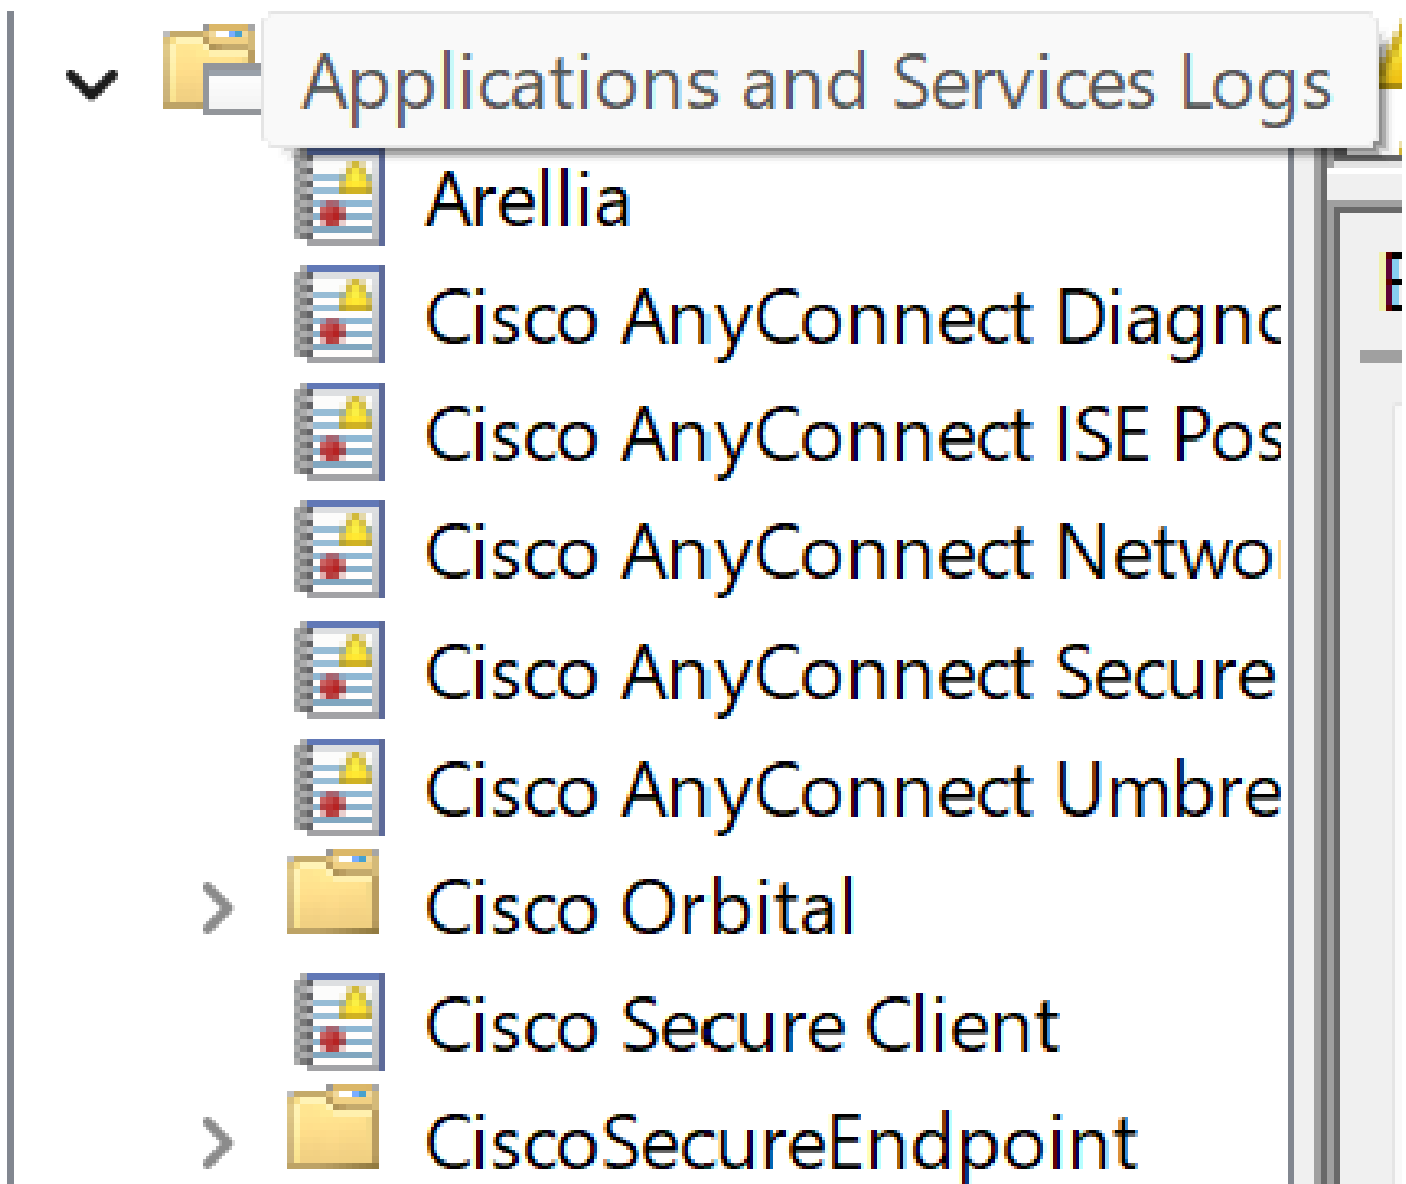 Applications and Services Logs
Arellia
Cisco AnyConnect Diagno
Cisco AnyConnect ISE Pos
Cisco AnyConnect Netwo
Cisco AnyConnect Secure
Cisco AnyConnect Umbre
Cisco Orbital
Cisco Secure Client
CiscoSecureEndpoint